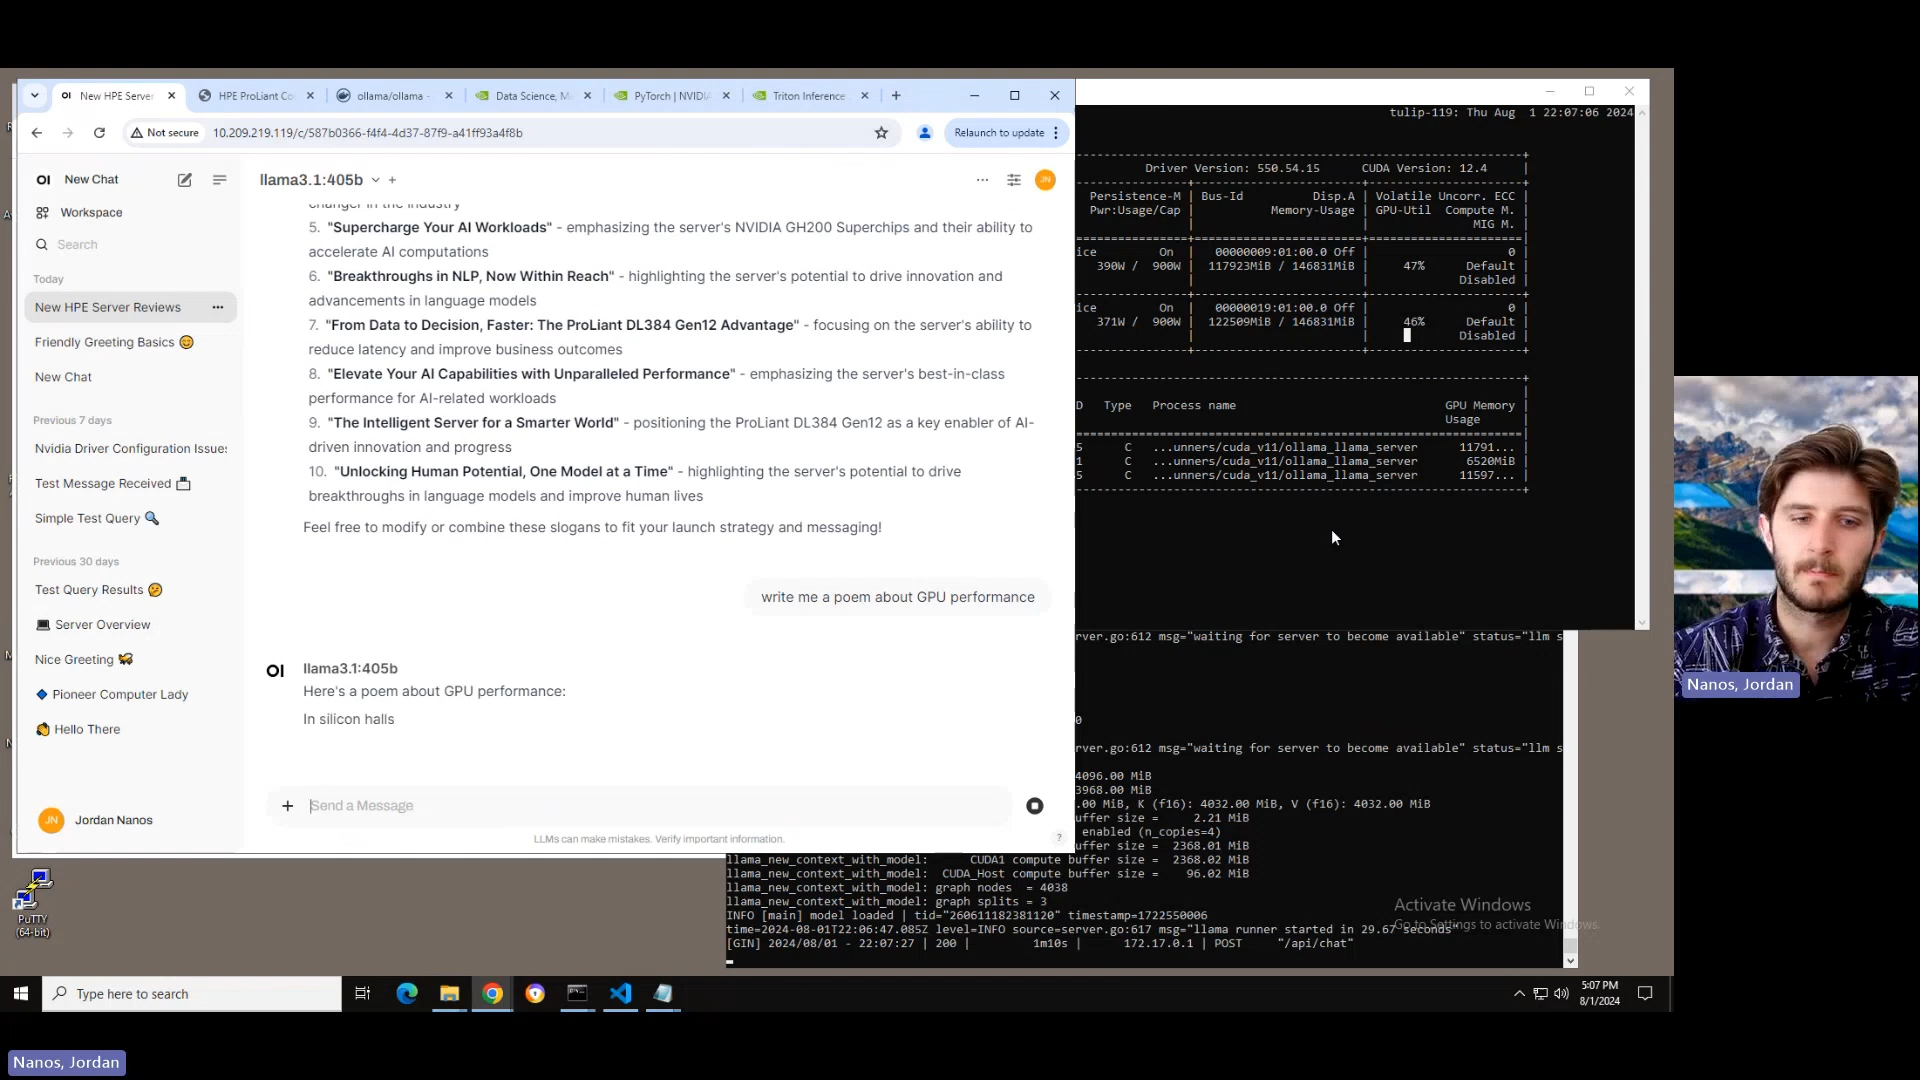 New HPE Server
HPE ProLiant Co
ollama/ollama -
Data Science, M
PyTorch | NVIDI
Triton Inference
Not secure
10.209.219.119/c/587b0366-f4f4-4d37-87f9-a41ff93a4f8b
Relaunch to update
OI New Chat
Workspace
Search
Today
New HPE Server Reviews
Friendly Greeting Basics
New Chat
Previous 7 days
Nvidia Driver Configuration Issues
Test Message Received
Simple Test Query
Previous 30 days
Test Query Results
Server Overview
Nice Greeting
Pioneer Computer Lady
Hello There
JN Jordan Nanos
llama3.1:405b
JN
changer in the industry
5. "Supercharge Your AI Workloads" - emphasizing the server's NVIDIA GH200 Superchips and their ability to
accelerate AI computations
6. "Breakthroughs in NLP, Now Within Reach" - highlighting the server's potential to drive innovation and
advancements in language models
7. "From Data to Decision, Faster: The ProLiant DL384 Gen12 Advantage" - focusing on the server's ability to
reduce latency and improve business outcomes
8. "Elevate Your AI Capabilities with Unparalleled Performance" - emphasizing the server's best-in-class
performance for AI-related workloads
9. "The Intelligent Server for a Smarter World" - positioning the ProLiant DL384 Gen12 as a key enabler of AI-
driven innovation and progress
10. "Unlocking Human Potential, One Model at a Time" - highlighting the server's potential to drive
breakthroughs in language models and improve human lives
Feel free to modify or combine these slogans to fit your launch strategy and messaging!
write me a poem about GPU performance
OI llama3.1:405b
Here's a poem about GPU performance:
In silicon halls
Send a Message
LLMs can make mistakes. Verify important information.
?
tulip-119: Thu Aug 1 22:07:06 2024
Driver Version: 550.54.15 CUDA Version: 12.4 |
Persistence-M | Bus-Id Disp.A | Volatile Uncorr. ECC |
Pwr:Usage/Cap | Memory-Usage | GPU-Util Compute M. |
| | MIG M. |
ice On | 00000009:01:00.0 Off | 0 |
390W / 900W | 117923MiB / 146831MiB | 47% Default |
| | Disabled |
ice On | 00000019:01:00.0 Off | 0 |
371W / 900W | 122509MiB / 146831MiB | 46% Default |
| | Disabled |
D Type Process name GPU Memory |
Usage |
5 C ...unners/cuda_v11/ollama_llama_server 11791... |
1 C ...unners/cuda_v11/ollama_llama_server 6520MiB |
5 C ...unners/cuda_v11/ollama_llama_server 11597... |
rver.go:612 msg="waiting for server to become available" status="llm s
0
rver.go:612 msg="waiting for server to become available" status="llm s
4096.00 MiB
3968.00 MiB
.00 MiB, K (f16): 4032.00 MiB, V (f16): 4032.00 MiB
uffer size = 2.21 MiB
enabled (n_copies=4)
uffer size = 2368.01 MiB
llama_new_context_with_model: CUDA1 compute buffer size = 2368.02 MiB
llama_new_context_with_model: CUDA_Host compute buffer size = 96.02 MiB
llama_new_context_with_model: graph nodes = 4038
llama_new_context_with_model: graph splits = 3
INFO [main] model loaded | tid="260611182381120" timestamp=1722550006
time=2024-08-01T22:06:47.085Z level=INFO source=server.go:617 msg="llama runner started in 29.67 seconds"
[GIN] 2024/08/01 - 22:07:27 | 200 | 1m10s | 172.17.0.1 | POST "/api/chat"
Activate Windows
Go to Settings to activate Windows.
PuTTY
(64-bit)
Type here to search
5:07 PM
8/1/2024
Nanos, Jordan
Nanos, Jordan